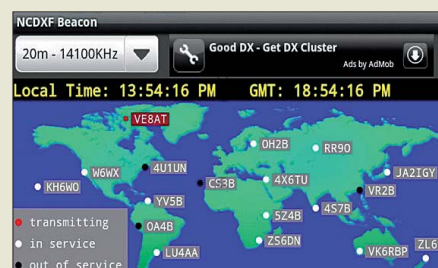 NCDXF Beacon
20m - 14100KHz
Good DX - Get DX Cluster
Ads by AdMob
Local Time: 13:54:16 PM GMT: 18:54:16 PM
VE8AT
OH2B
RR9O
W6WX
4U1UN
JA2IGY
KH6WO
CS3B
4X6TU
VR2B
YV5B
4S7B
transmitting
OA4B
5Z4B
in service
ZS6DN
ZL6
LU4AA
VK6RBP
out of service